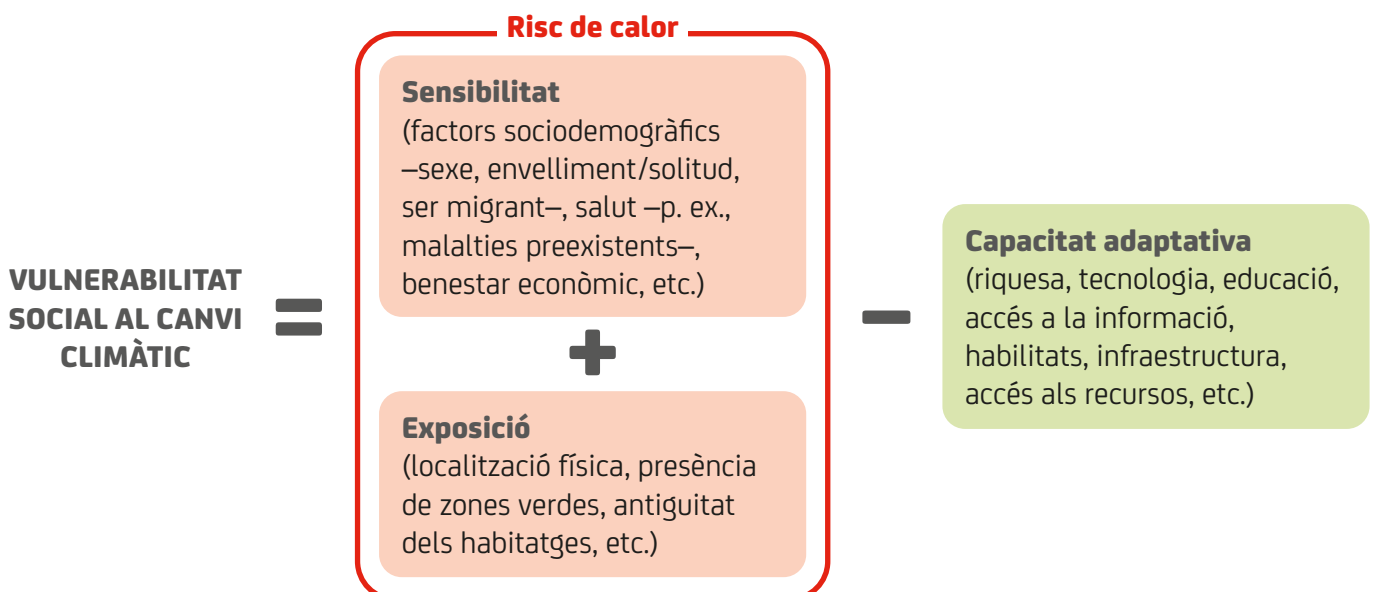 Risc de calor
VULNERABILITAT
SOCIAL AL CANVI
CLIMÀTIC
=
Sensibilitat
(factors sociodemogràfics
–sexe, envelliment/solitud,
ser migrant–, salut –p. ex.,
malalties preexistents–,
benestar econòmic, etc.)
+
Exposició
(localització física, presència
de zones verdes, antiguitat
dels habitatges, etc.)
–
Capacitat adaptativa
(riquesa, tecnologia, educació,
accés a la informació,
habilitats, infraestructura,
accés als recursos, etc.)